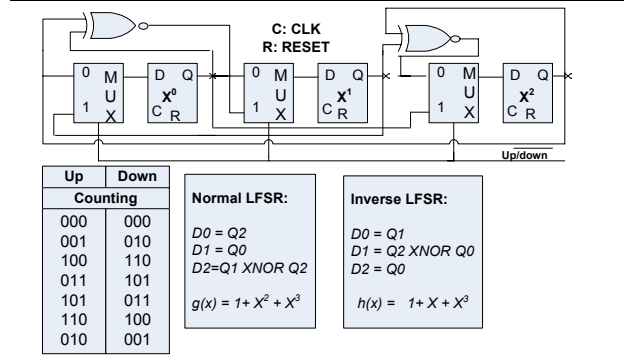 C: CLK
R: RESET
0 M U X 1
D Q
X⁰
C R
0 M U X 1
D Q
X¹
C R
0 M U X 1
D Q
X²
C R
Up/down
Up Down
Counting
000 000
001 010
100 110
011 101
101 011
110 100
010 001
Normal LFSR:
D0 = Q2
D1 = Q0
D2=Q1 XNOR Q2
g(x) = 1+ X² + X³
Inverse LFSR:
D0 = Q1
D1 = Q2 XNOR Q0
D2 = Q0
h(x) = 1+ X + X³